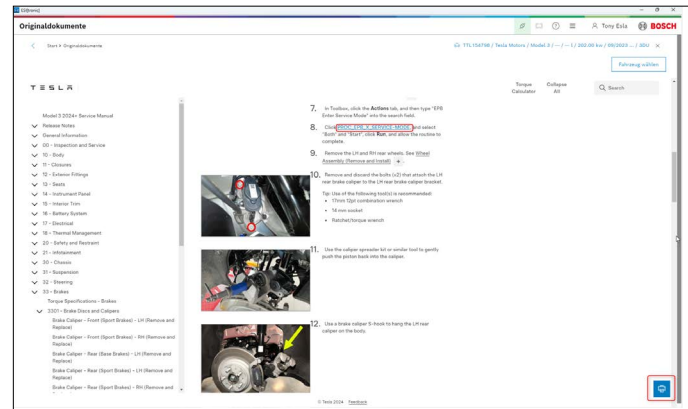 ESI[tronic]
Originaldokumente
Tony Esla
BOSCH
Start > Originaldokumente
TTL154798 / Tesla Motors / Model 3 / -- / -- I / 202.00 kw / 09/2023 ... / 3DU ×
Fahrzeug wählen
TESLA
Torque Calculator
Collapse All
Search
Model 3 2024+ Service Manual
Release Notes
General Information
00 - Inspection and Service
10 - Body
11 - Closures
12 - Exterior Fittings
13 - Seats
14 - Instrument Panel
15 - Interior Trim
16 - Battery System
17 - Electrical
18 - Thermal Management
20 - Safety and Restraint
21 - Infotainment
30 - Chassis
31 - Suspension
32 - Steering
33 - Brakes
Torque Specifications - Brakes
3301 - Brake Discs and Calipers
Brake Caliper - Front (Sport Brakes) - LH (Remove and
Replace)
Brake Caliper - Front (Sport Brakes) - RH (Remove and
Replace)
Brake Caliper - Rear (Base Brakes) - LH (Remove and
Replace)
Brake Caliper - Rear (Sport Brakes) - LH (Remove and
Replace)
Brake Caliper - Rear (Sport Brakes) - RH (Remove and
7. In Toolbox, click the Actions tab, and then type "EPB
Enter Service Mode" into the search field.
8. Click PROC_EPB_X_SERVICE-MODE, and select
"Both" and "Start", click Run, and allow the routine to
complete.
9. Remove the LH and RH rear wheels. See Wheel
Assembly (Remove and Install) +
10. Remove and discard the bolts (x2) that attach the LH
rear brake caliper to the LH rear brake caliper bracket.
Tip: Use of the following tool(s) is recommended:
• 17mm 12pt combination wrench
• 14 mm socket
• Ratchet/torque wrench
11. Use the caliper spreader kit or similar tool to gently
push the piston back into the caliper.
12. Use a brake caliper S-hook to hang the LH rear
caliper on the body.
© Tesla 2024 Feedback